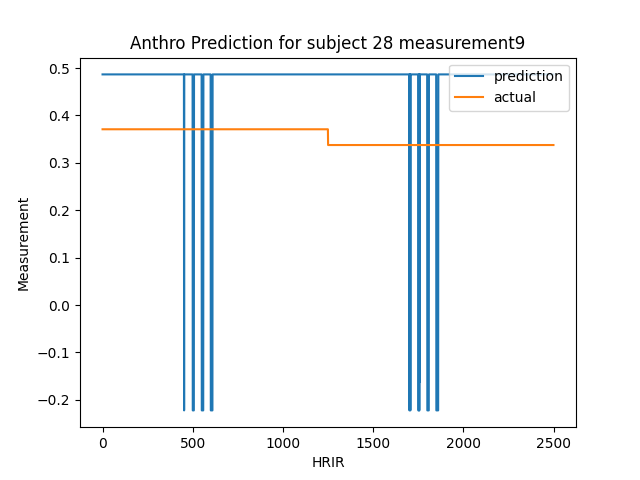 Anthro Prediction for subject 28 measurement9
prediction
actual
0.5
0.4
0.3
0.2
0.1
0.0
−0.1
−0.2
Measurement
0
500
1000
1500
2000
2500
HRIR